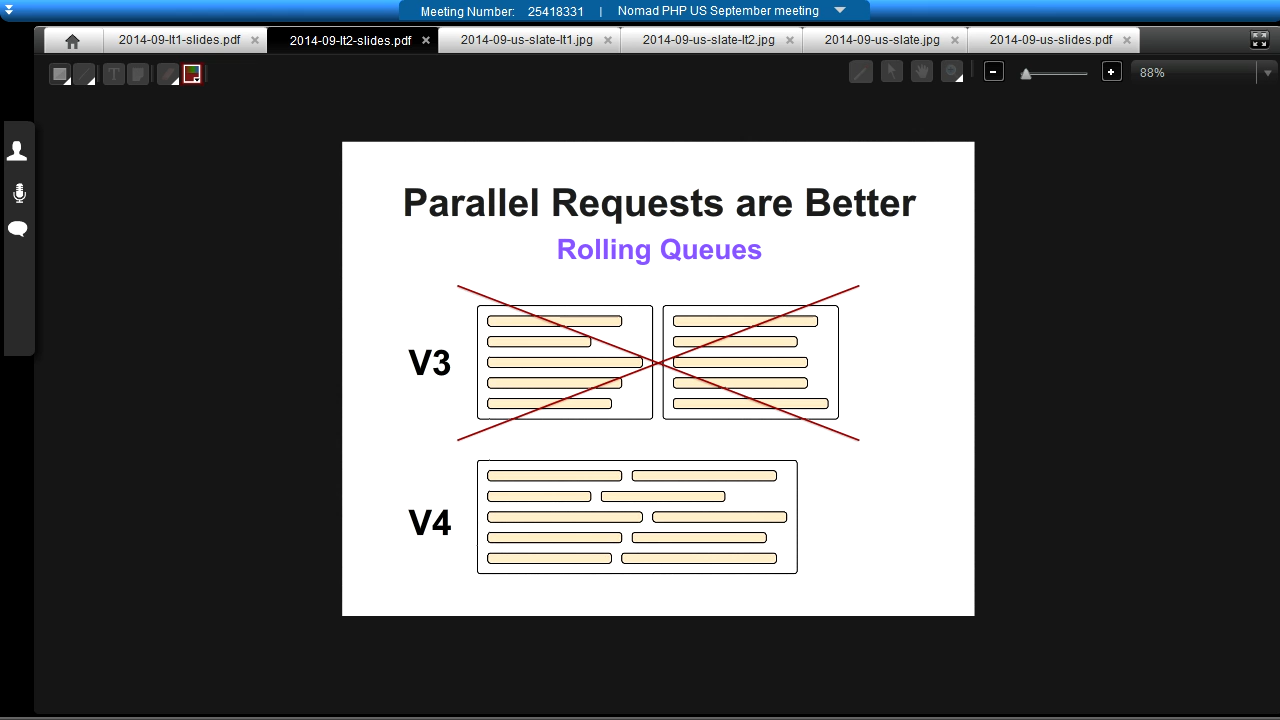 Meeting Number: 25418331 | Nomad PHP US September meeting
2014-09-lt1-slides.pdf 2014-09-lt2-slides.pdf 2014-09-us-slate-lt1.jpg 2014-09-us-slate-lt2.jpg 2014-09-us-slate.jpg 2014-09-us-slides.pdf
T 88%
Parallel Requests are Better
Rolling Queues
V3
V4